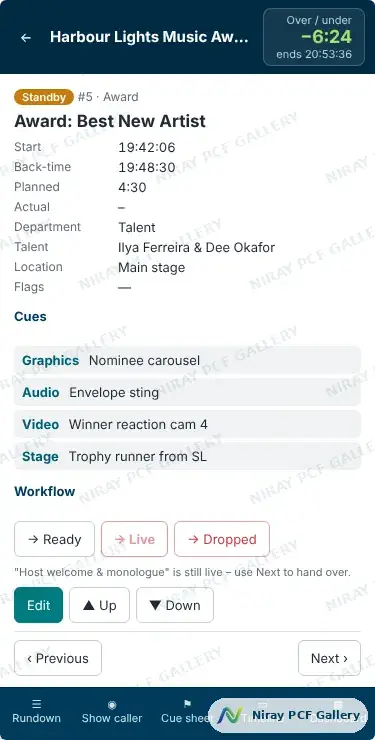 ← Harbour Lights Music Aw...
Over / under
−6:24
ends 20:53:36
Standby #5 · Award
Award: Best New Artist
Start 19:42:06
Back-time 19:48:30
Planned 4:30
Actual –
Department Talent
Talent Ilya Ferreira & Dee Okafor
Location Main stage
Flags —
Cues
Graphics Nominee carousel
Audio Envelope sting
Video Winner reaction cam 4
Stage Trophy runner from SL
Workflow
→ Ready → Live → Dropped
"Host welcome & monologue" is still live – use Next to hand over.
Edit ▲ Up ▼ Down
‹ Previous Next ›
Rundown Show caller Cue sheet
Niray PCF Gallery
NIRAY PCF GALLERY